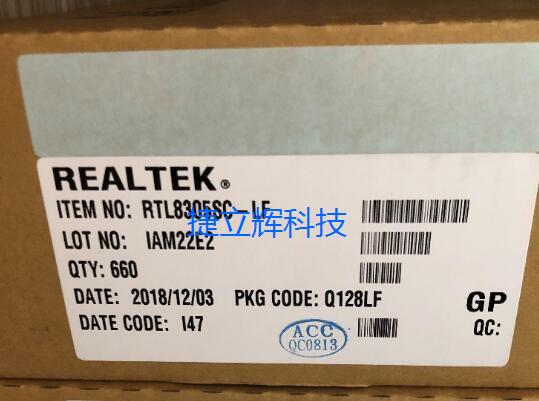 REALTEK®
ITEM NO: RTL8305SC-LF
捷立辉科技
LOT NO: IAM22E2
QTY: 660
DATE: 2018/12/03 PKG CODE: Q128LF
GP
DATE CODE: I47
ACC
QC0813
QC: